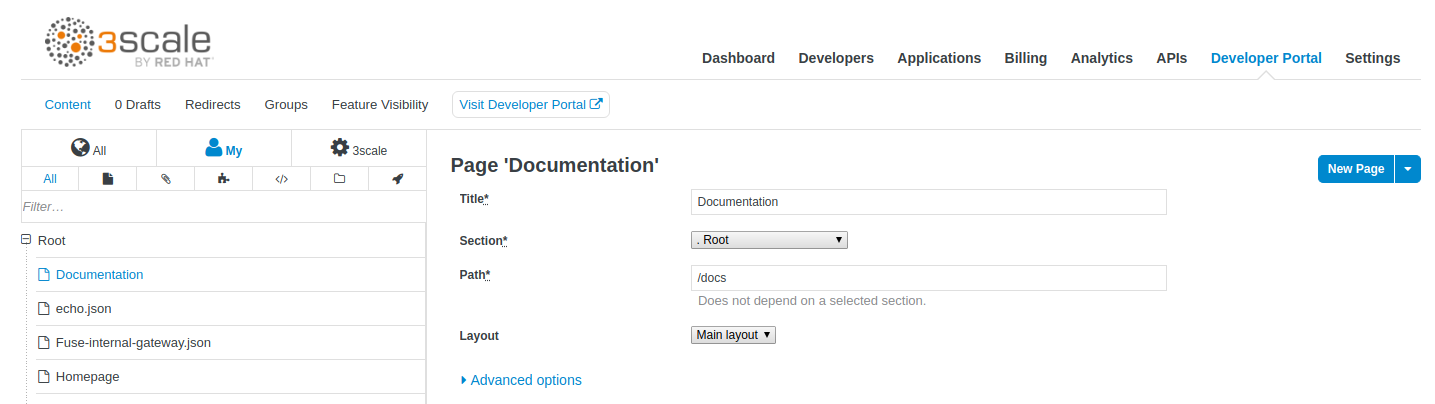 3scale
BY RED HAT
Dashboard Developers Applications Billing Analytics APIs Developer Portal Settings
Content 0 Drafts Redirects Groups Feature Visibility Visit Developer Portal
All My 3scale
All
Filter…
Root
Documentation
echo.json
Fuse-internal-gateway.json
Homepage
Page 'Documentation'
New Page
Title* Documentation
Section* . Root
Path* /docs
Does not depend on a selected section.
Layout Main layout
Advanced options